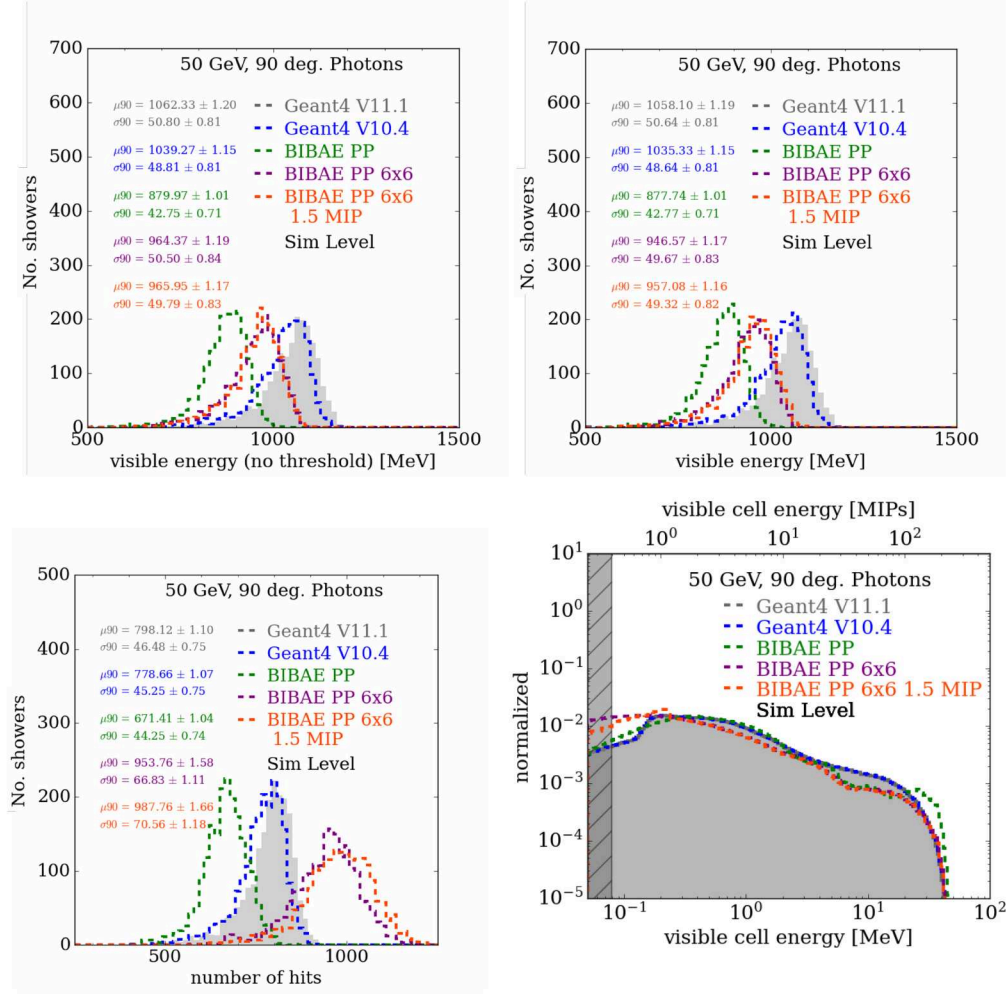 700
600
500
400
300
200
100
0
No. showers
50 GeV, 90 deg. Photons
μ90 = 1062.33 ± 1.20
σ90 = 50.80 ± 0.81
μ90 = 1039.27 ± 1.15
σ90 = 48.81 ± 0.81
μ90 = 879.97 ± 1.01
σ90 = 42.75 ± 0.71
μ90 = 964.37 ± 1.19
σ90 = 50.50 ± 0.84
μ90 = 965.95 ± 1.17
σ90 = 49.79 ± 0.83
Geant4 V11.1
Geant4 V10.4
BIBAE PP
BIBAE PP 6x6
BIBAE PP 6x6
1.5 MIP
Sim Level
500 1000 1500
visible energy (no threshold) [MeV]
700
600
500
400
300
200
100
0
No. showers
50 GeV, 90 deg. Photons
μ90 = 1058.10 ± 1.19
σ90 = 50.64 ± 0.81
μ90 = 1035.33 ± 1.15
σ90 = 48.64 ± 0.81
μ90 = 877.74 ± 1.01
σ90 = 42.77 ± 0.71
μ90 = 946.57 ± 1.17
σ90 = 49.67 ± 0.83
μ90 = 957.08 ± 1.16
σ90 = 49.32 ± 0.82
Geant4 V11.1
Geant4 V10.4
BIBAE PP
BIBAE PP 6x6
BIBAE PP 6x6
1.5 MIP
Sim Level
500 1000 1500
visible energy [MeV]
500
400
300
200
100
0
No. showers
50 GeV, 90 deg. Photons
μ90 = 798.12 ± 1.10
σ90 = 46.48 ± 0.75
μ90 = 778.66 ± 1.07
σ90 = 45.25 ± 0.75
μ90 = 671.41 ± 1.04
σ90 = 44.25 ± 0.74
μ90 = 953.76 ± 1.58
σ90 = 66.83 ± 1.11
μ90 = 987.76 ± 1.66
σ90 = 70.56 ± 1.18
Geant4 V11.1
Geant4 V10.4
BIBAE PP
BIBAE PP 6x6
BIBAE PP 6x6
1.5 MIP
Sim Level
500 1000
number of hits
visible cell energy [MIPs]
10⁰ 10¹ 10²
10¹
10⁰
10⁻¹
10⁻²
10⁻³
10⁻⁴
10⁻⁵
normalized
50 GeV, 90 deg. Photons
Geant4 V11.1
Geant4 V10.4
BIBAE PP
BIBAE PP 6x6
BIBAE PP 6x6 1.5 MIP
Sim Level
10⁻¹ 10⁰ 10¹ 10²
visible cell energy [MeV]